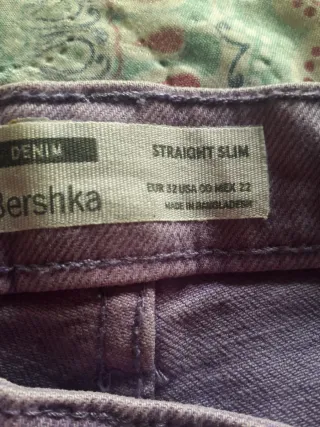 DENIM
STRAIGHT SLIM
Bershka
EUR 32 USA 00 MEX 22
MADE IN BANGLADESH